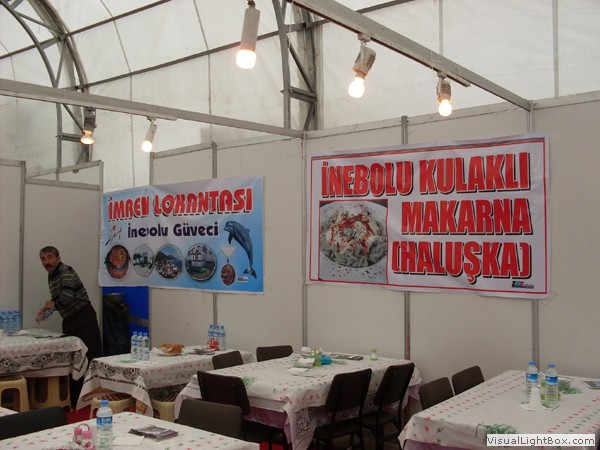 İMREN LOKANTASI
İnebolu Güveci
İNEBOLU KULAKLI
MAKARNA
(HALUŞKA)
VisualLightBox.com